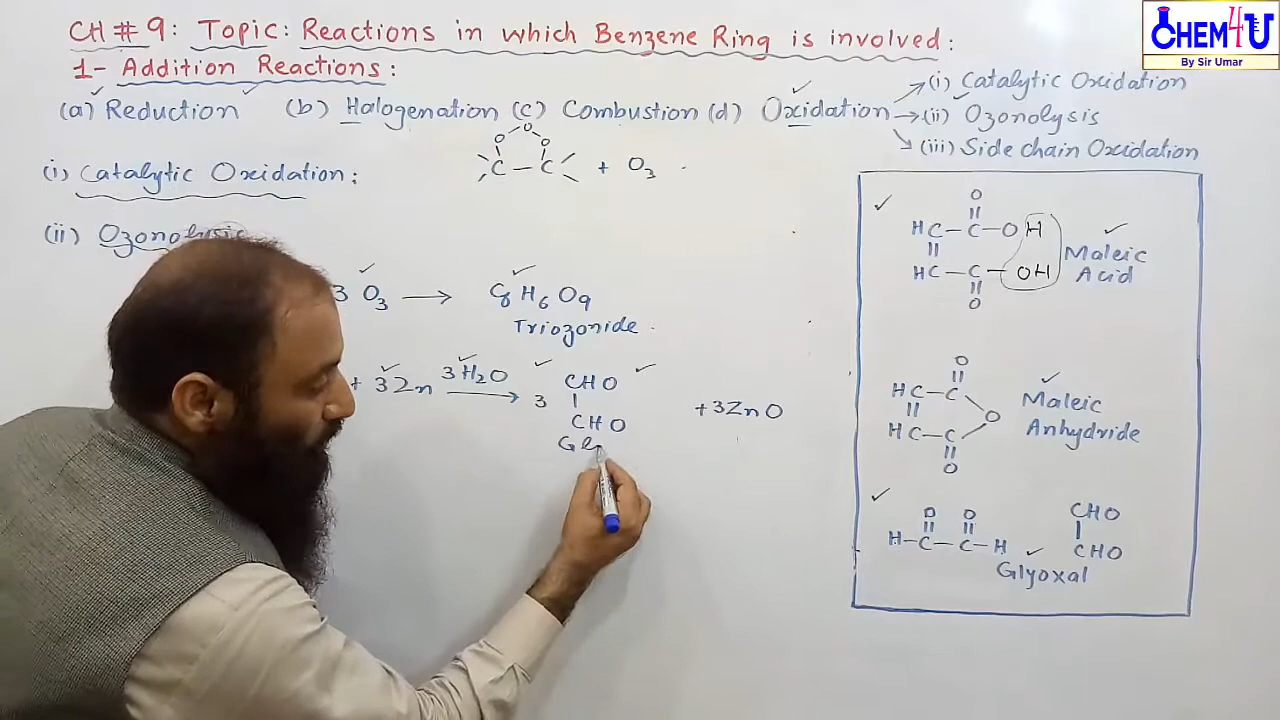 CH # 9: Topic: Reactions in which Benzene Ring is involved:
CHEM4U
By Sir Umar
1- Addition Reactions:
(a) Reduction (b) Halogenation (c) Combustion (d) Oxidation → (i) Catalytic Oxidation
→ (ii) Ozonolysis
→ (iii) Side chain Oxidation
(i) Catalytic Oxidation:
O O O
C – C + O3
(ii) Ozonolysis
3 O3 → C6H6O9
Triozonide
+ 3Zn 3H2O → 3 CHO
CHO
+ 3ZnO
Gly
O
HC – C – OH
HC – C – OH
O
Maleic
Acid
O
HC – C
O
HC – C
O
Maleic
Anhydride
O O
H – C – C – H
CHO
CHO
Glyoxal